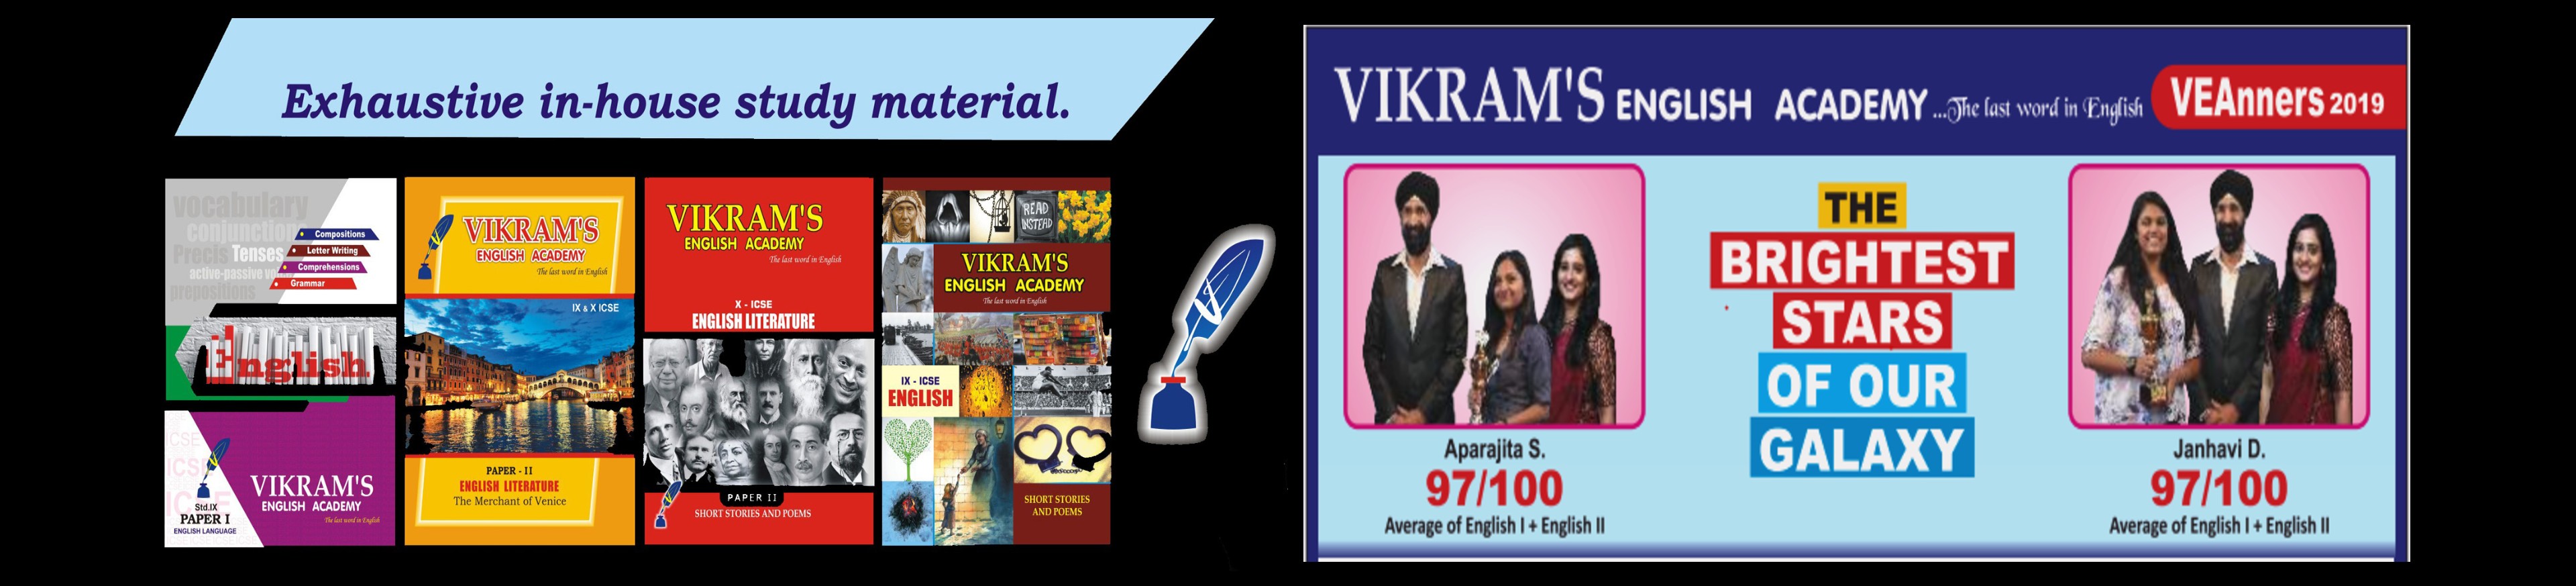 Exhaustive in-house study material.
vocabulary
conjunction
Precis Tenses
active-passive vo
prepositions
Compositions
Letter Writing
Comprehensions
Grammar
English
ICSE
Std.IX
PAPER I
ENGLISH LANGUAGE
VIKRAM'S
ENGLISH ACADEMY
The last word in English
VIKRAM'S
ENGLISH ACADEMY
The last word in English
IX & X ICSE
PAPER - II
ENGLISH LITERATURE
The Merchant of Venice
VIKRAM'S
ENGLISH ACADEMY
The last word in English
X - ICSE
ENGLISH LITERATURE
PAPER II
SHORT STORIES AND POEMS
READ
INSTEAD
VIKRAM'S
ENGLISH ACADEMY
The last word in English
IX - ICSE
ENGLISH
SHORT STORIES
AND POEMS
VIKRAM'S ENGLISH ACADEMY ...The last word in English VEAnners 2019
THE
BRIGHTEST
STARS
OF OUR
GALAXY
Aparajita S.
97/100
Average of English I + English II
Janhavi D.
97/100
Average of English I + English II